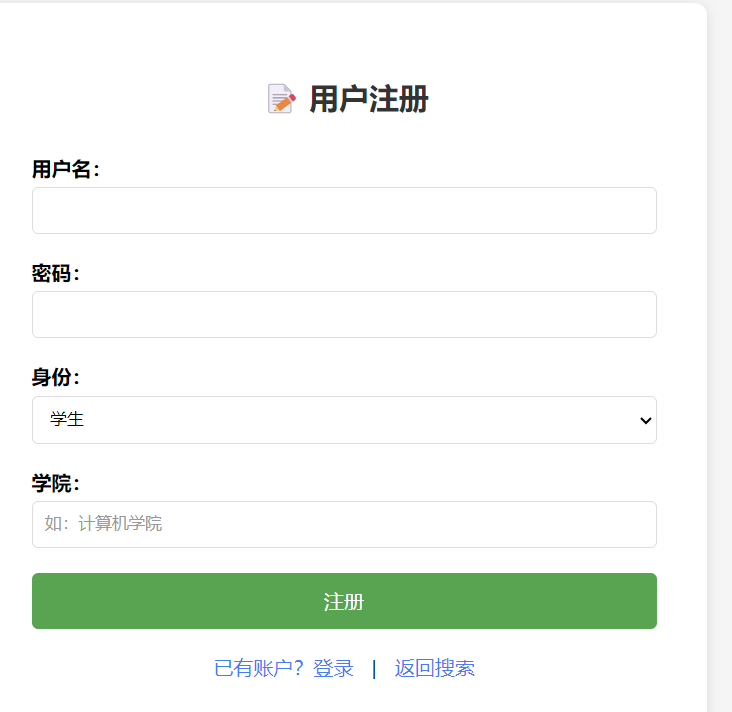 📝 用户注册
用户名：
密码：
身份：
学生
学院：
如：计算机学院
注册
已有账户？登录 | 返回搜索